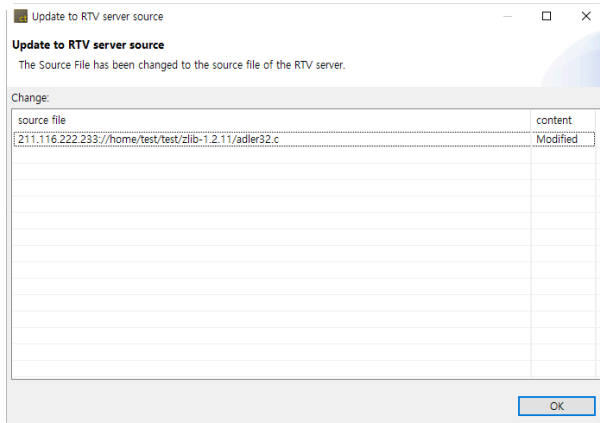 ct Update to RTV server source
Update to RTV server source
The Source File has been changed to the source file of the RTV server.
Change:
source file content
211.116.222.233://home/test/test/zlib-1.2.11/adler32.c Modified
OK